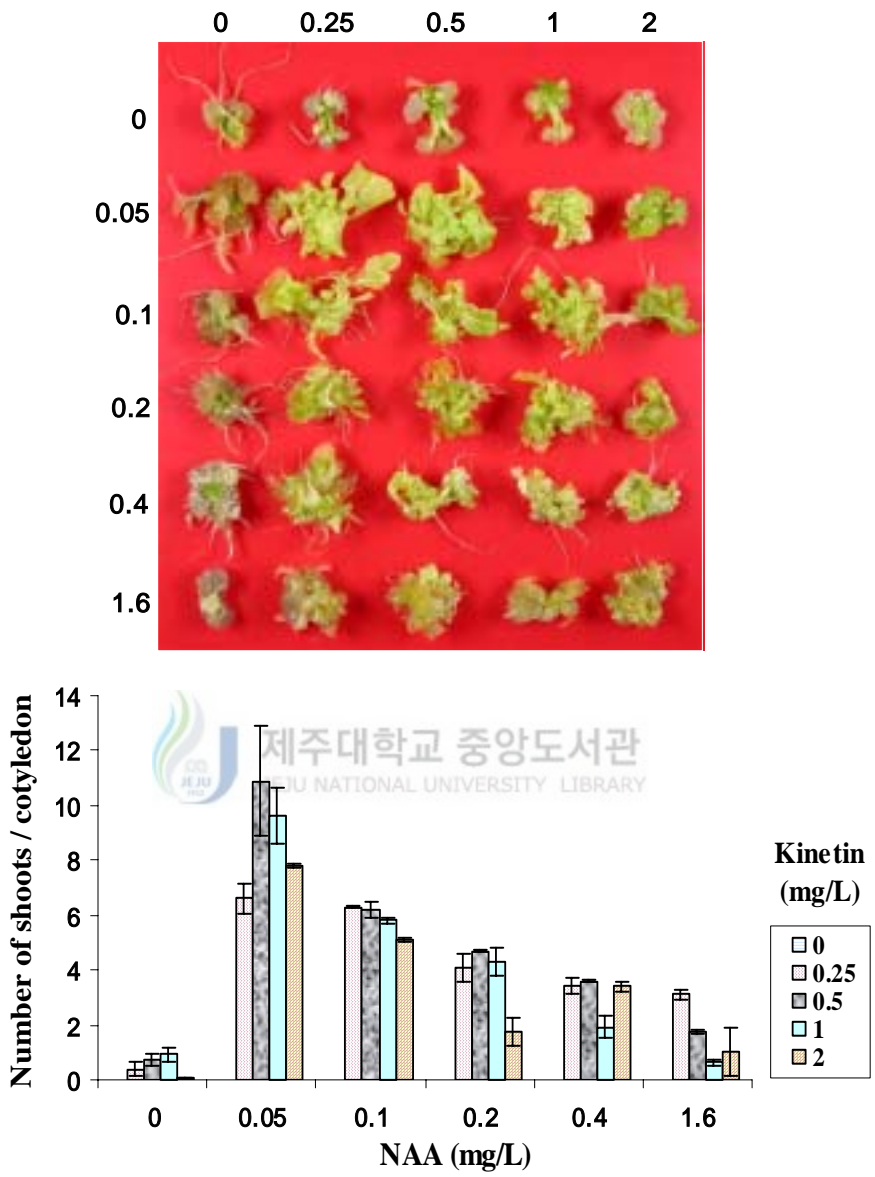 0 0.25 0.5 1 2
0
0.05
0.1
0.2
0.4
1.6
제주대학교 중앙도서관
JEJU NATIONAL UNIVERSITY LIBRARY
JEJU
1952
Number of shoots / cotyledon
14
12
10
8
6
4
2
0
0 0.05 0.1 0.2 0.4 1.6
NAA (mg/L)
Kinetin
(mg/L)
0
0.25
0.5
1
2